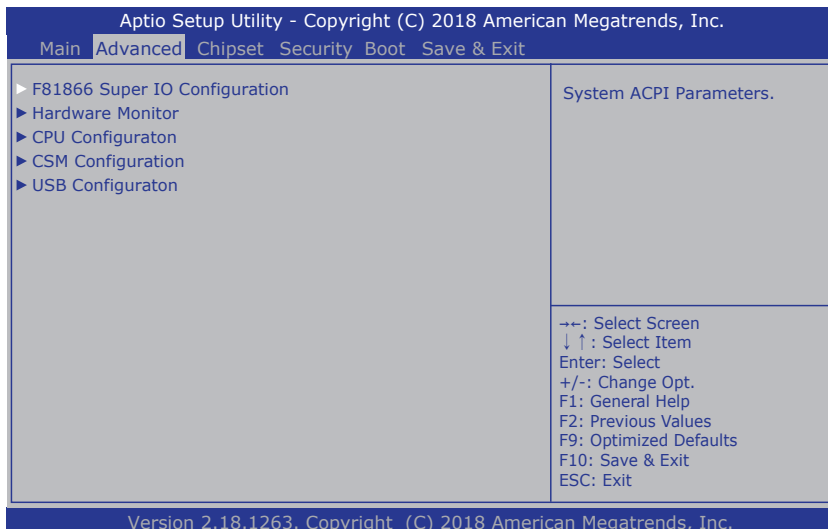 Aptio Setup Utility - Copyright (C) 2018 American Megatrends, Inc.
Main Advanced Chipset Security Boot Save & Exit
► F81866 Super IO Configuration
► Hardware Monitor
► CPU Configuraton
► CSM Configuration
► USB Configuraton
System ACPI Parameters.
→←: Select Screen
↓↑: Select Item
Enter: Select
+/-: Change Opt.
F1: General Help
F2: Previous Values
F9: Optimized Defaults
F10: Save & Exit
ESC: Exit
Version 2.18.1263. Copyright (C) 2018 American Megatrends, Inc.